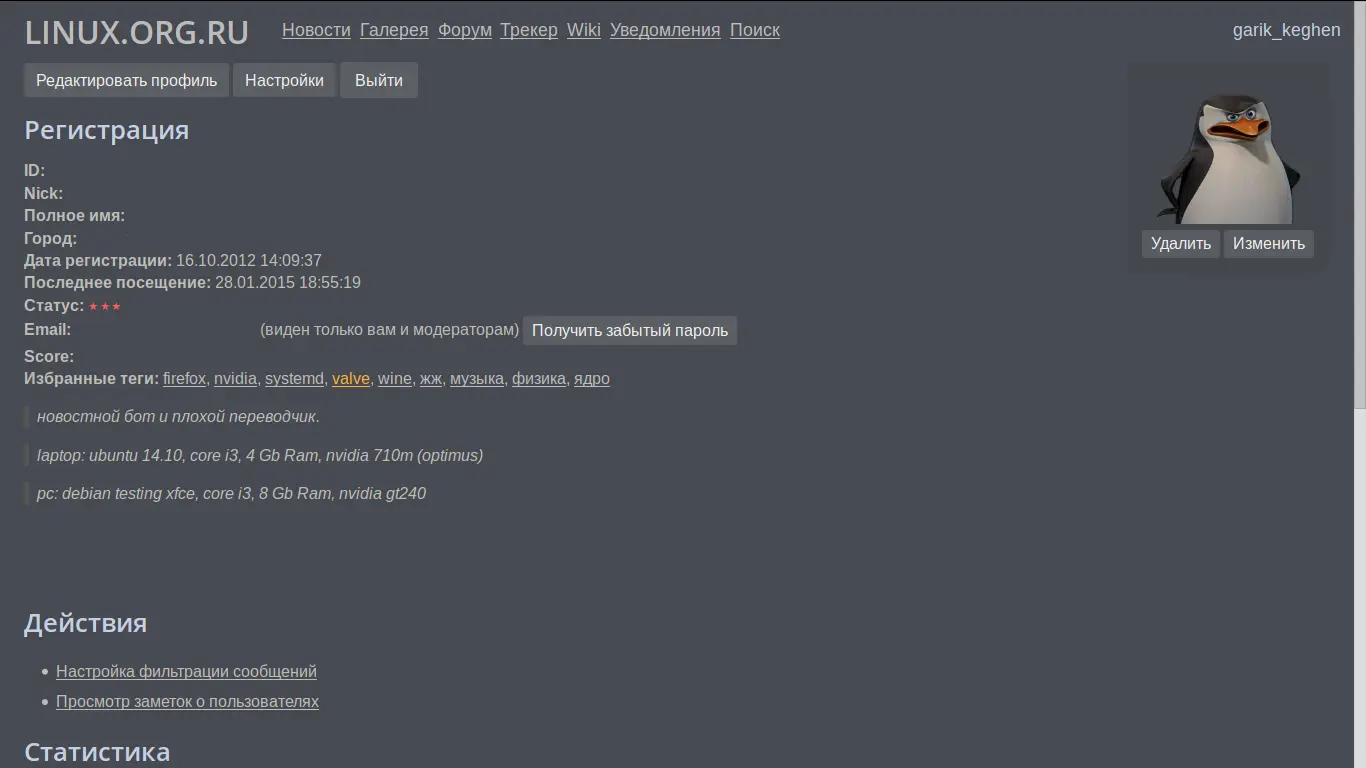 LINUX.ORG.RU Новости Галерея Форум Трекер Wiki Уведомления Поиск garik_keghen
Редактировать профиль Настройки Выйти
Регистрация
ID:
Nick:
Полное имя:
Город:
Дата регистрации: 16.10.2012 14:09:37
Последнее посещение: 28.01.2015 18:55:19
Статус: ★★★
Email: (виден только вам и модераторам) Получить забытый пароль
Score:
Избранные теги: firefox, nvidia, systemd, valve, wine, жж, музыка, физика, ядро
новостной бот и плохой переводчик.
laptop: ubuntu 14.10, core i3, 4 Gb Ram, nvidia 710m (optimus)
pc: debian testing xfce, core i3, 8 Gb Ram, nvidia gt240
Удалить Изменить
Действия
• Настройка фильтрации сообщений
• Просмотр заметок о пользователях
Статистика